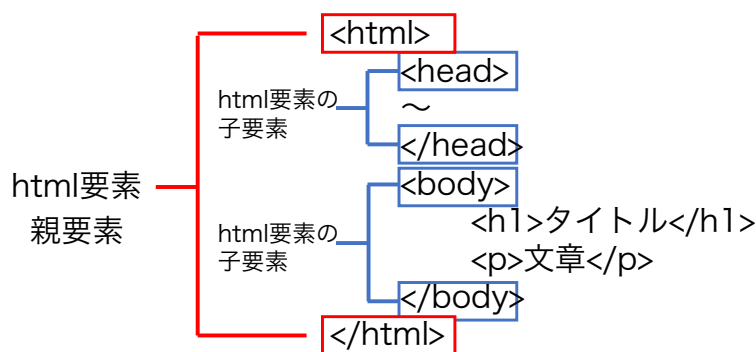 <html>
<head>
html要素の
子要素
～
</head>
html要素
親要素
<body>
<h1>タイトル</h1>
html要素の
子要素
<p>文章</p>
</body>
</html>